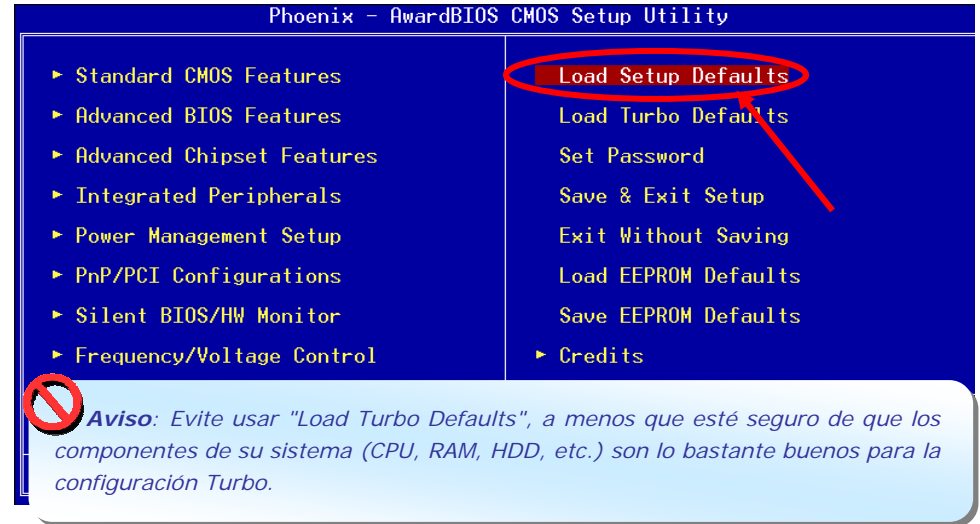 Phoenix - AwardBIOS CMOS Setup Utility
► Standard CMOS Features
► Advanced BIOS Features
► Advanced Chipset Features
► Integrated Peripherals
► Power Management Setup
► PnP/PCI Configurations
► Silent BIOS/HW Monitor
► Frequency/Voltage Control
Load Setup Defaults
Load Turbo Defaults
Set Password
Save & Exit Setup
Exit Without Saving
Load EEPROM Defaults
Save EEPROM Defaults
► Credits
Aviso: Evite usar "Load Turbo Defaults", a menos que esté seguro de que los
componentes de su sistema (CPU, RAM, HDD, etc.) son lo bastante buenos para la
configuración Turbo.